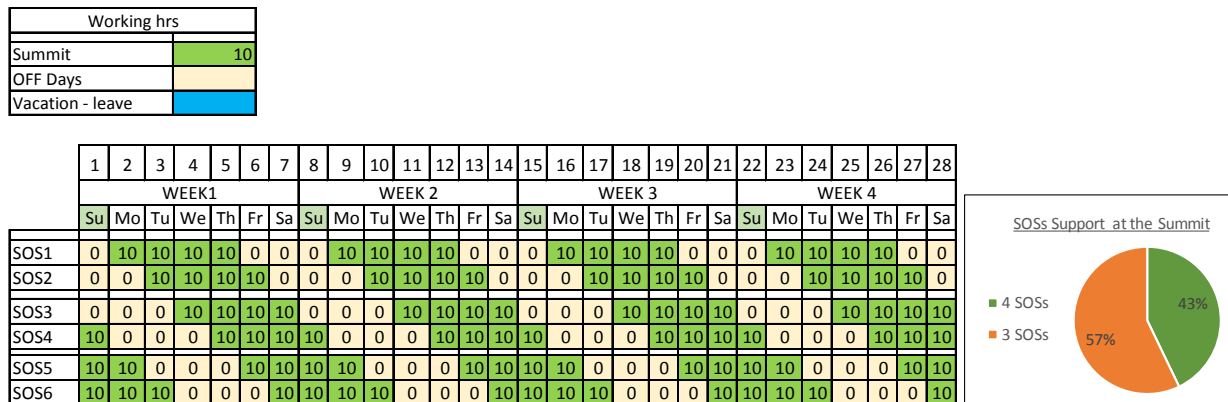 Working hrs
Summit 10
OFF Days
Vacation - leave
1 2 3 4 5 6 7 8 9 10 11 12 13 14 15 16 17 18 19 20 21 22 23 24 25 26 27 28
WEEK1 WEEK 2 WEEK 3 WEEK 4
Su Mo Tu We Th Fr Sa Su Mo Tu We Th Fr Sa Su Mo Tu We Th Fr Sa Su Mo Tu We Th Fr Sa
SOS1 0 10 10 10 10 0 0 0 10 10 10 10 0 0 0 10 10 10 10 0 0 0 10 10 10 10 0 0
SOS2 0 0 10 10 10 10 0 0 0 10 10 10 10 0 0 0 10 10 10 10 0 0 0 10 10 10 10 0
SOS3 0 0 0 10 10 10 10 0 0 0 10 10 10 10 0 0 0 10 10 10 10 0 0 0 10 10 10 10
SOS4 10 0 0 0 10 10 10 10 0 0 0 10 10 10 10 0 0 0 10 10 10 10 0 0 0 10 10 10
SOS5 10 10 0 0 0 10 10 10 10 0 0 0 10 10 10 10 0 0 0 10 10 10 10 0 0 0 10 10
SOS6 10 10 10 0 0 0 10 10 10 10 0 0 0 10 10 10 10 0 0 0 10 10 10 10 0 0 0 10
SOSs Support at the Summit
4 SOSs
3 SOSs
43%
57%